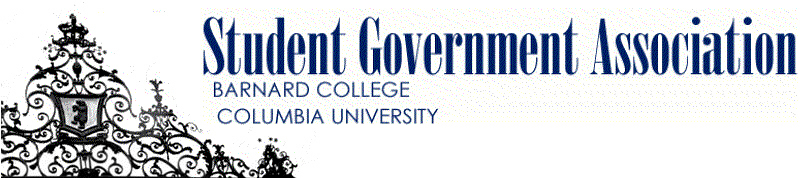 Student Government Association
BARNARD COLLEGE
COLUMBIA UNIVERSITY